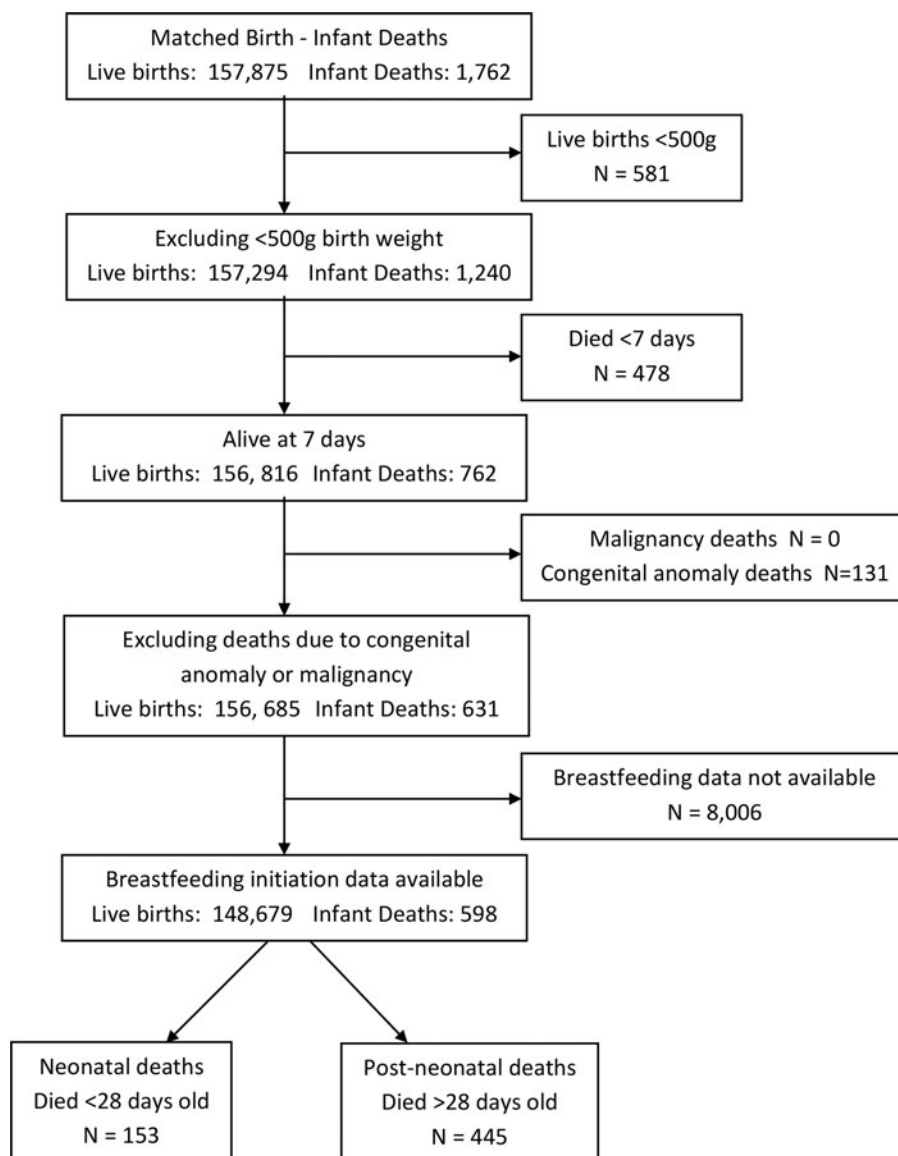 Matched Birth - Infant Deaths
Live births: 157,875 Infant Deaths: 1,762
Live births <500g
N = 581
Excluding <500g birth weight
Live births: 157,294 Infant Deaths: 1,240
Died <7 days
N = 478
Alive at 7 days
Live births: 156, 816 Infant Deaths: 762
Malignancy deaths N = 0
Congenital anomaly deaths N=131
Excluding deaths due to congenital
anomaly or malignancy
Live births: 156, 685 Infant Deaths: 631
Breastfeeding data not available
N = 8,006
Breastfeeding initiation data available
Live births: 148,679 Infant Deaths: 598
Neonatal deaths
Died <28 days old
N = 153
Post-neonatal deaths
Died >28 days old
N = 445